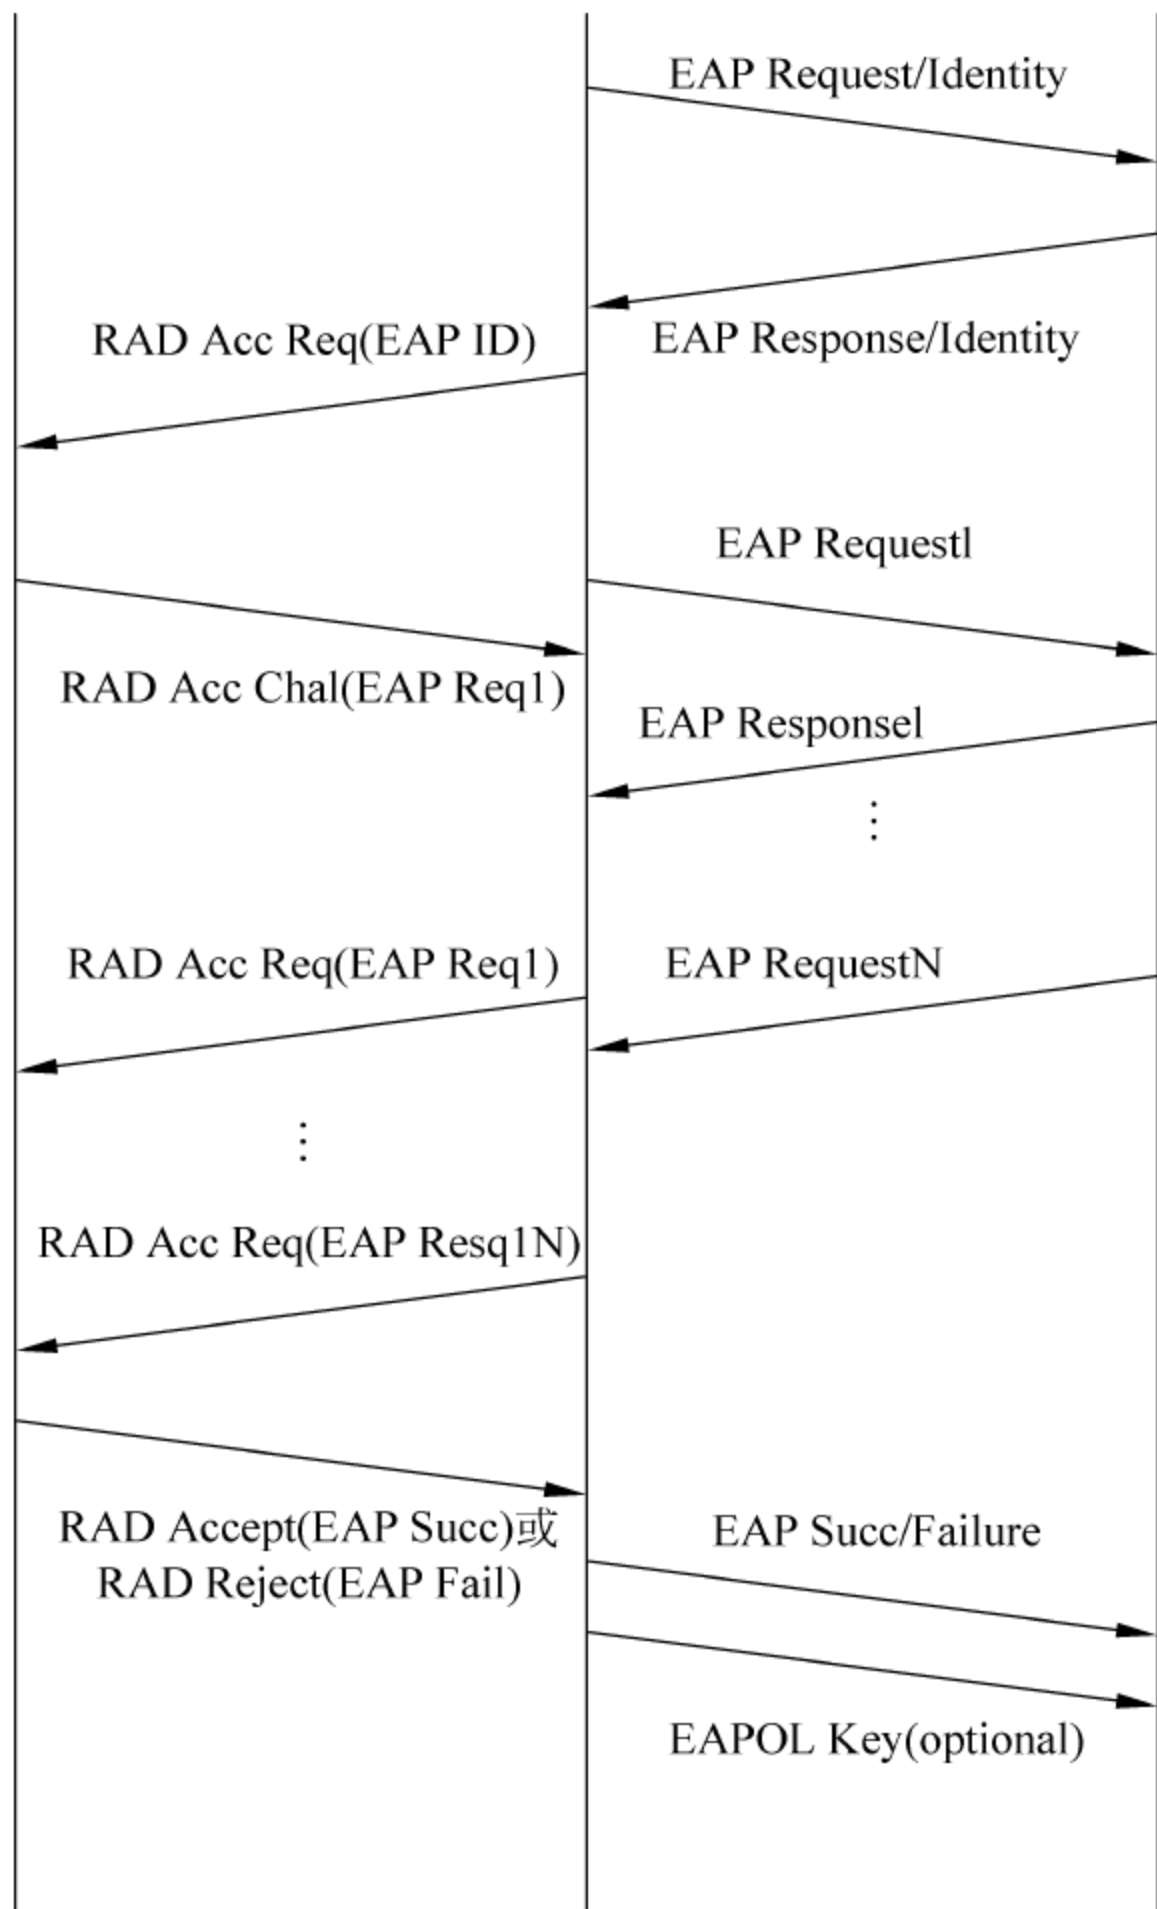 EAP Request/Identity
RAD Acc Req(EAP ID)
EAP Response/Identity
EAP Requestl
RAD Acc Chal(EAP Req1)
EAP Responsel
⋮
RAD Acc Req(EAP Req1)
EAP RequestN
⋮
RAD Acc Req(EAP Resq1N)
RAD Accept(EAP Succ)或
RAD Reject(EAP Fail)
EAP Succ/Failure
EAPOL Key(optional)